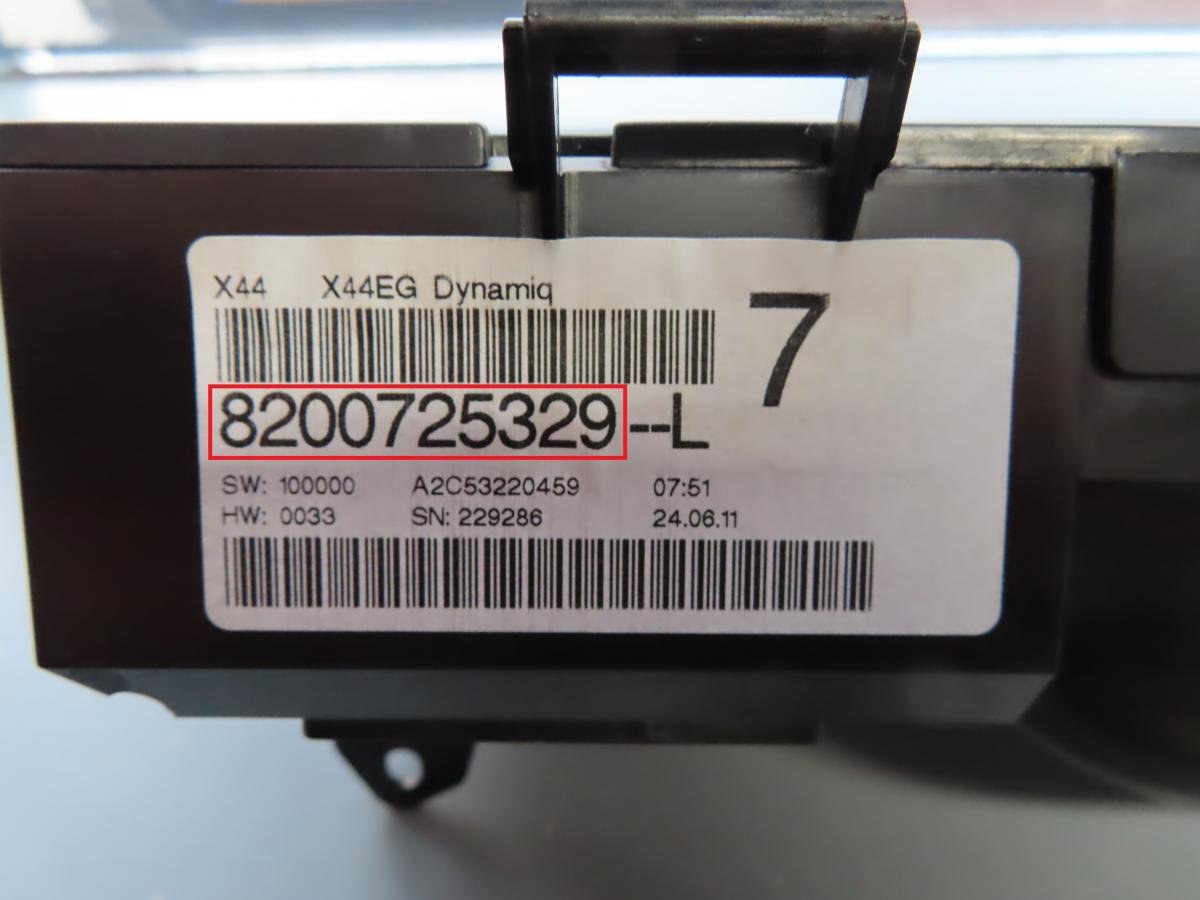 X44 X44EG Dynamiq
7
8200725329--L
SW: 100000 A2C53220459 07:51
HW: 0033 SN: 229286 24.06.11